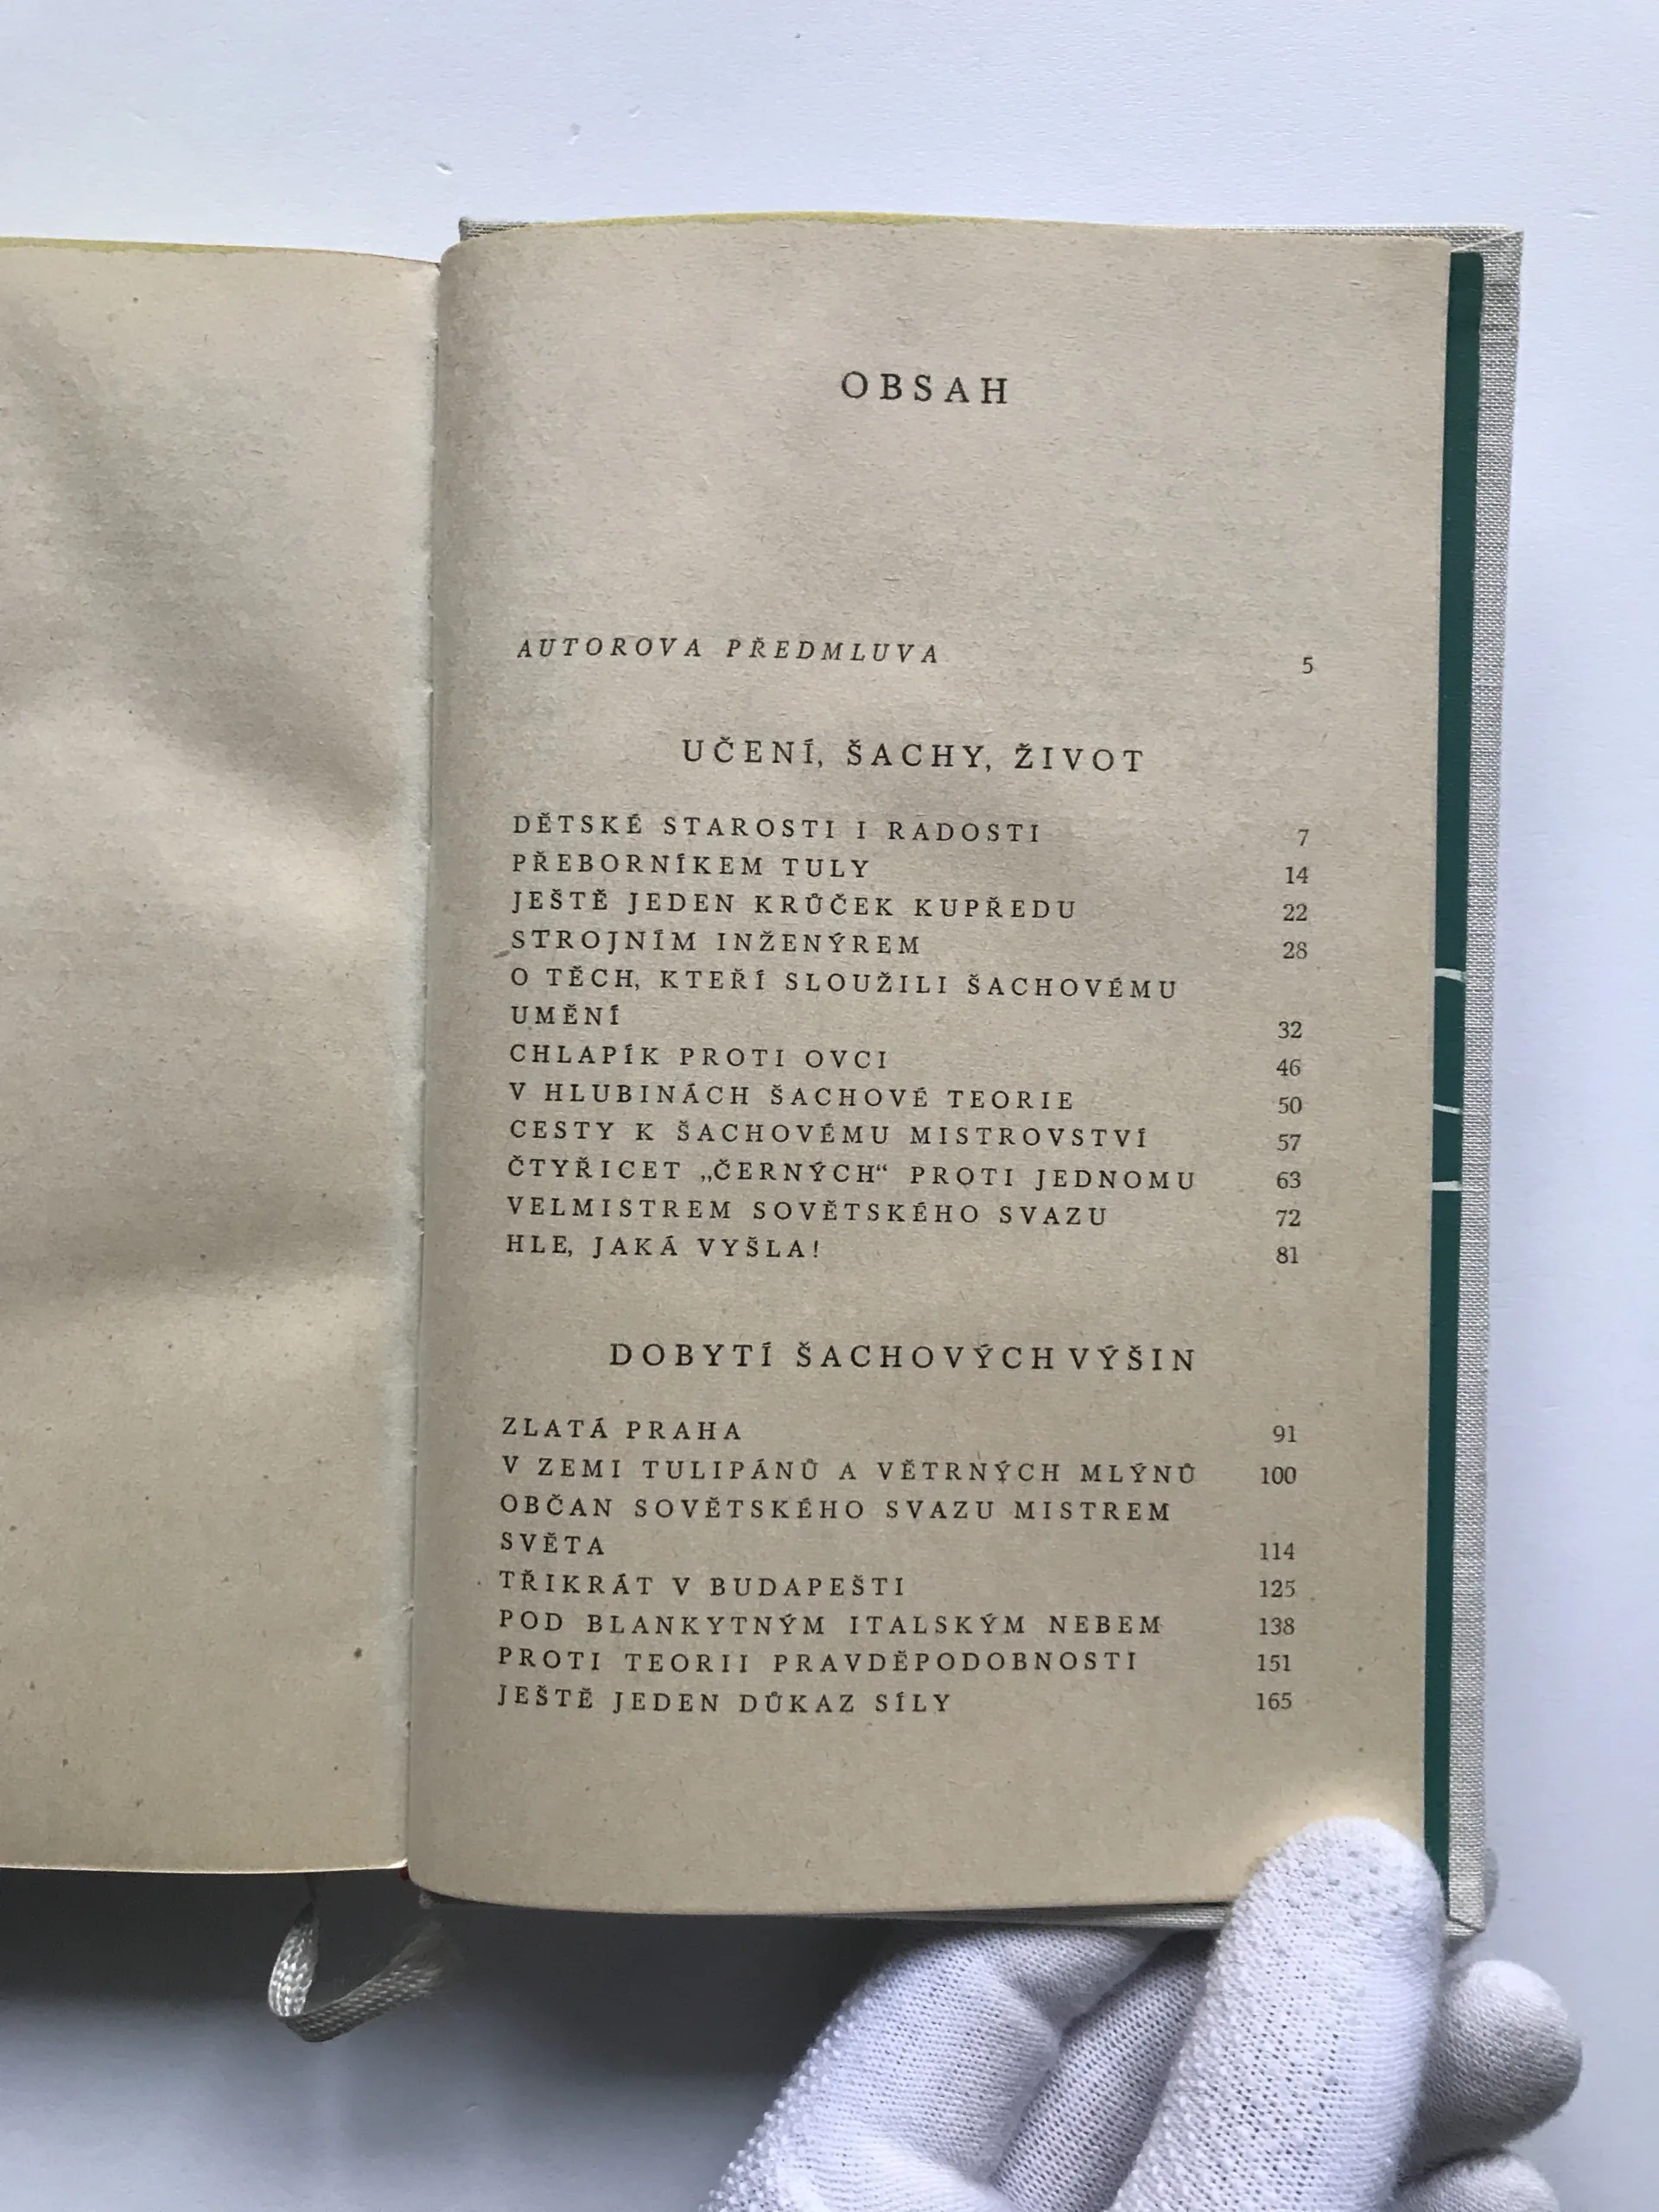 OBSAH
AUTOROVA PŘEDMLUVA 5
UČENÍ, ŠACHY, ŽIVOT
DĚTSKÉ STAROSTI I RADOSTI 7
PŘEBORNÍKEM TULY 14
JEŠTĚ JEDEN KRŮČEK KUPŘEDU 22
STROJNÍM INŽENÝREM 28
O TĚCH, KTEŘÍ SLOUŽILI ŠACHOVÉMU
UMĚNÍ 32
CHLAPÍK PROTI OVCI 46
V HLUBINÁCH ŠACHOVÉ TEORIE 50
CESTY K ŠACHOVÉMU MISTROVSTVÍ 57
ČTYŘICET „ČERNÝCH“ PROTI JEDNOMU 63
VELMISTREM SOVĚTSKÉHO SVAZU 72
HLE, JAKÁ VYŠLA! 81
DOBYTÍ ŠACHOVÝCH VÝŠIN
ZLATÁ PRAHA 91
V ZEMI TULIPÁNŮ A VĚTRNÝCH MLÝNŮ 100
OBČAN SOVĚTSKÉHO SVAZU MISTREM
SVĚTA 114
TŘIKRÁT V BUDAPEŠTI 125
POD BLANKYTNÝM ITALSKÝM NEBEM 138
PROTI TEORII PRAVDĚPODOBNOSTI 151
JEŠTĚ JEDEN DŮKAZ SÍLY 165